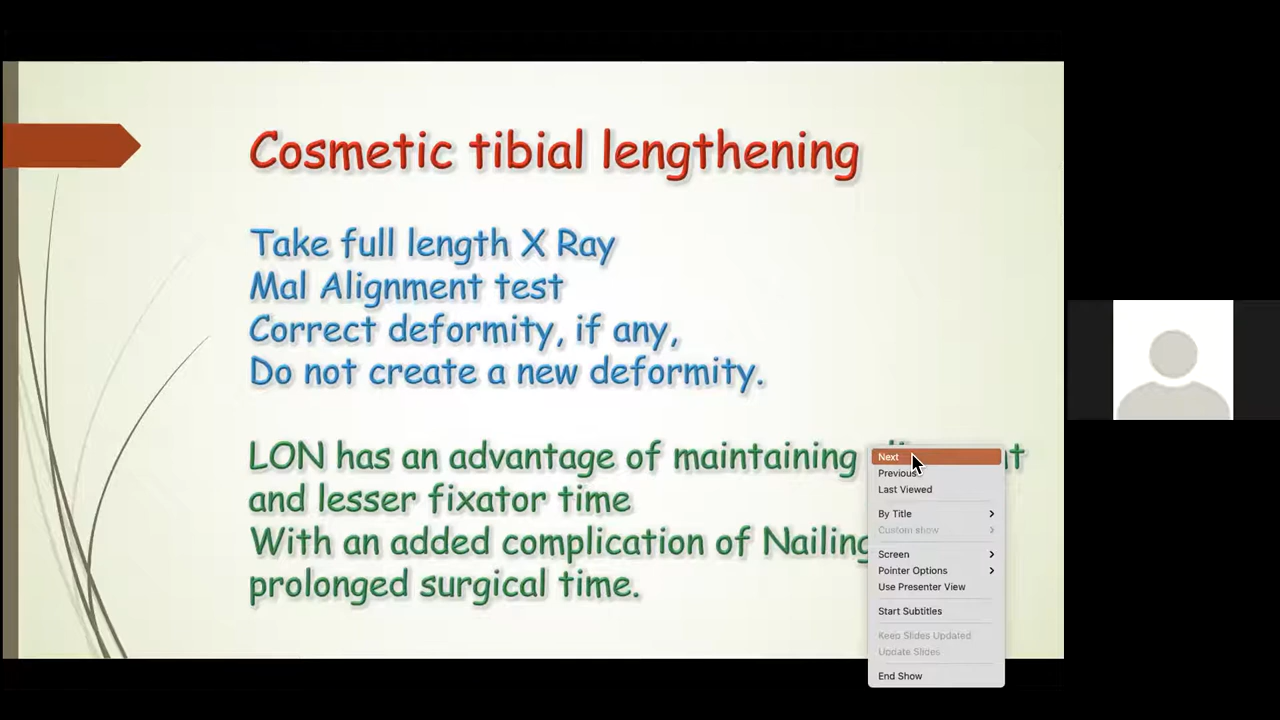 Cosmetic tibial lengthening
Take full length X Ray
Mal Alignment test
Correct deformity, if any,
Do not create a new deformity.
LON has an advantage of maintaining
and lesser fixator time
With an added complication of Nailing
prolonged surgical time.
Next
Previous
Last Viewed
By Title
Custom show
Screen
Pointer Options
Use Presenter View
Start Subtitles
Keep Slides Updated
Update Slides
End Show